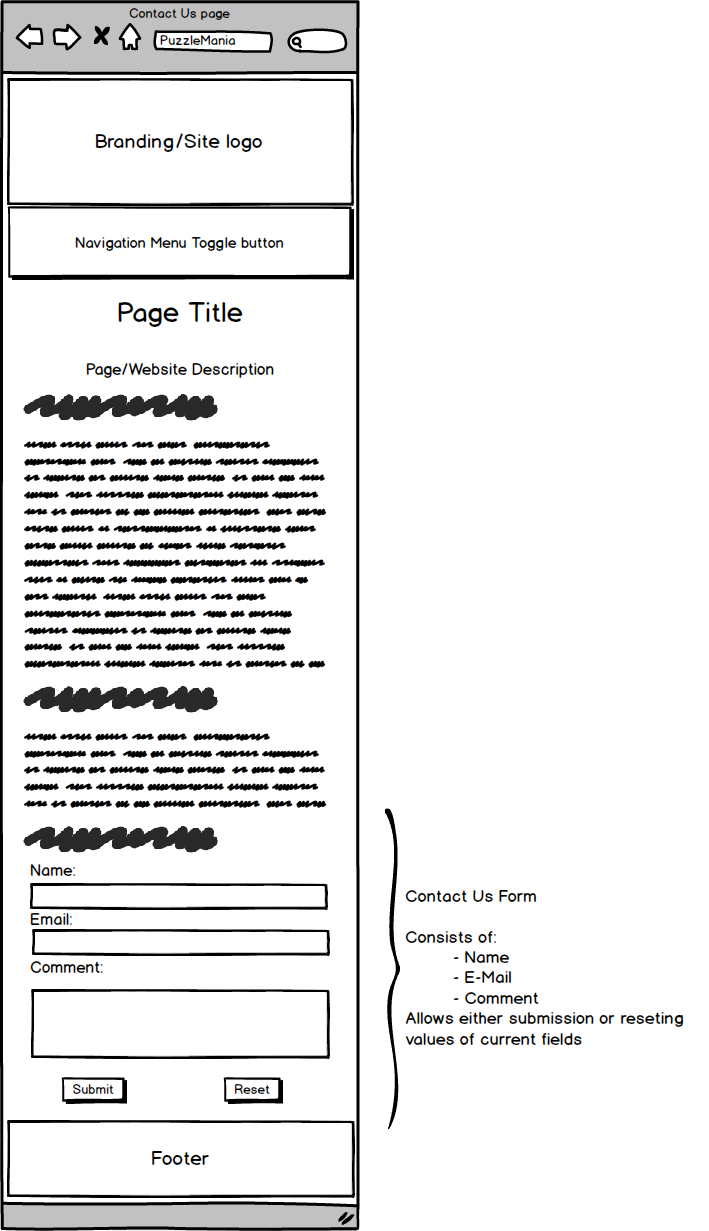 Contact Us page
PuzzleMania
Branding/Site logo
Navigation Menu Toggle button
Page Title
Page/Website Description
Name:
Email:
Comment:
Submit
Reset
Footer
Contact Us Form
Consists of:
- Name
- E-Mail
- Comment
Allows either submission or reseting
values of current fields